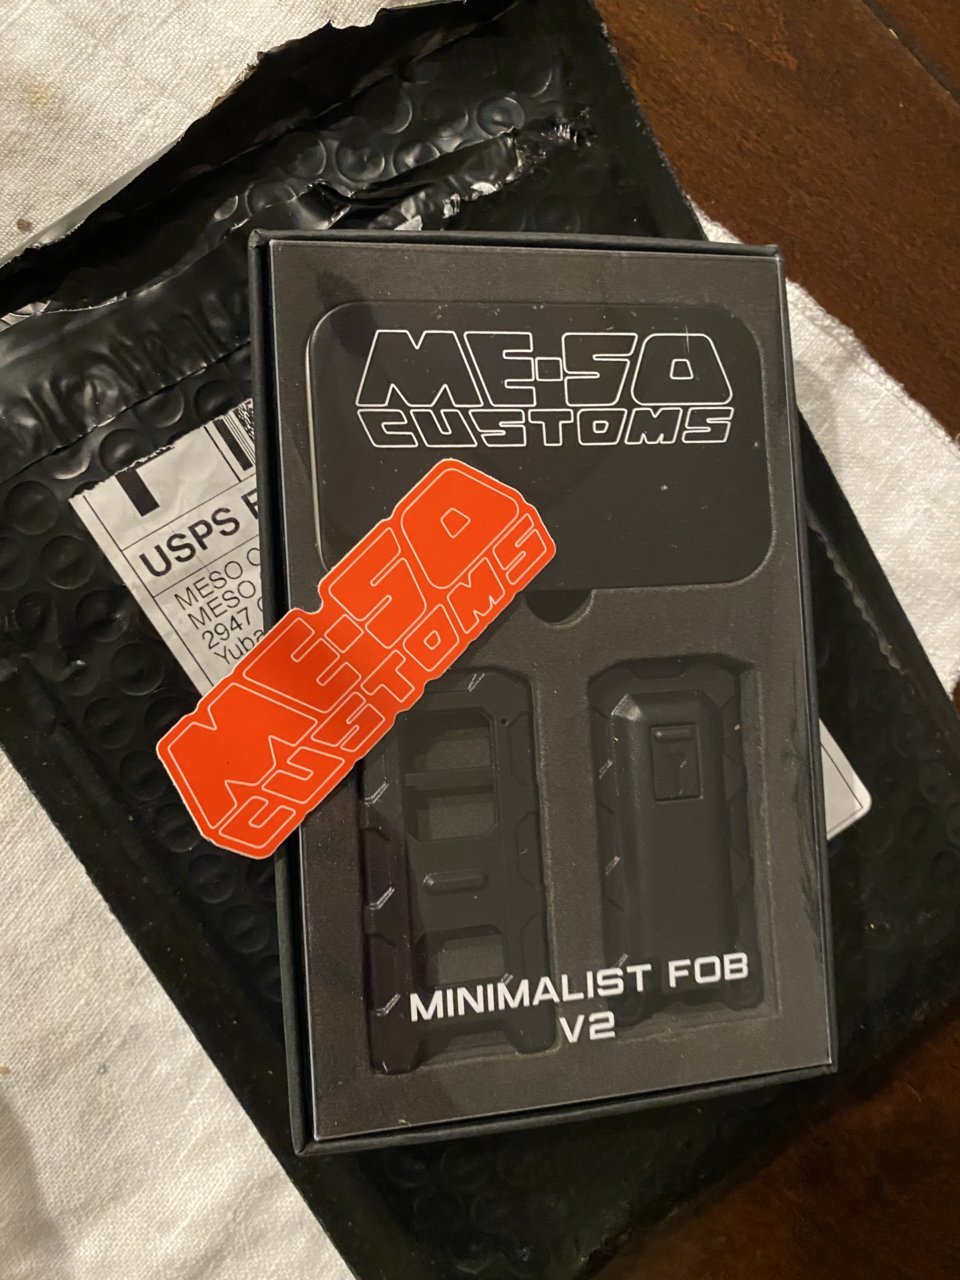 ME·SO
CUSTOMS
ME·SO
CUSTOMS
USPS
MESO
MESO
2947
MINIMALIST FOB
V2